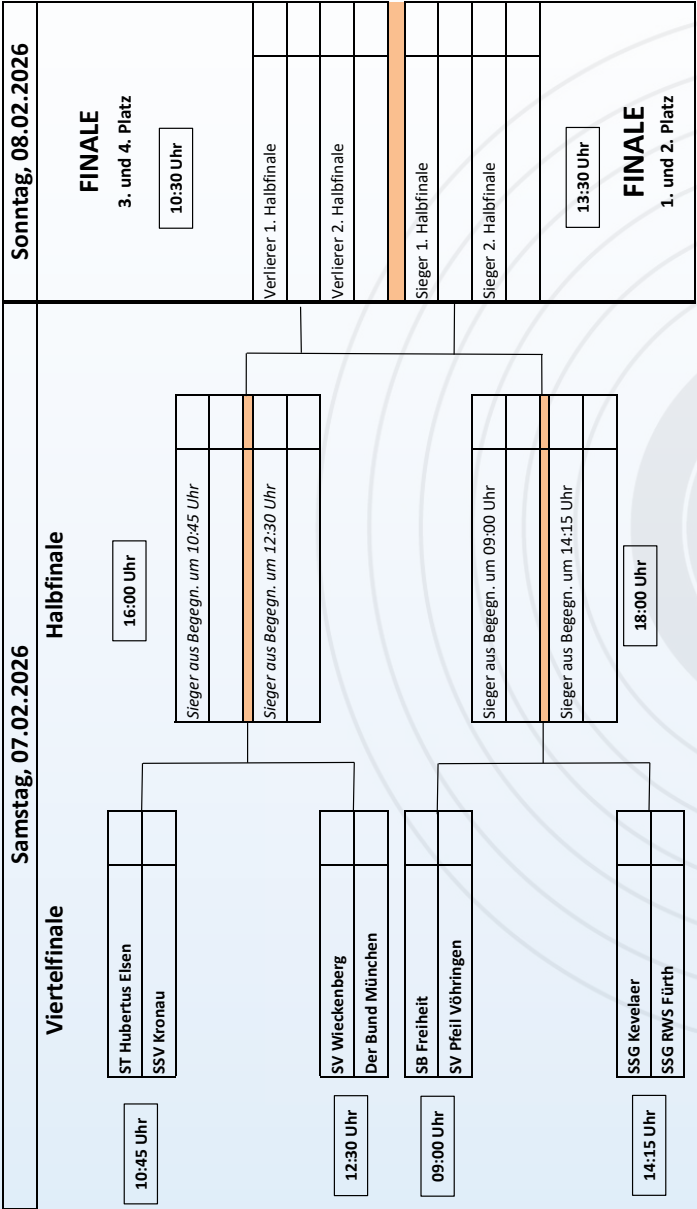 Samstag, 07.02.2026
Sonntag, 08.02.2026
Viertelfinale
Halbfinale
10:45 Uhr
ST Hubertus Elsen
SSV Kronau
12:30 Uhr
SV Wieckenberg
Der Bund München
09:00 Uhr
SB Freiheit
SV Pfeil Vöhringen
14:15 Uhr
SSG Kevelaer
SSG RWS Fürth
16:00 Uhr
Sieger aus Begegn. um 10:45 Uhr
Sieger aus Begegn. um 12:30 Uhr
Sieger aus Begegn. um 09:00 Uhr
Sieger aus Begegn. um 14:15 Uhr
18:00 Uhr
FINALE
3. und 4. Platz
10:30 Uhr
Verlierer 1. Halbfinale
Verlierer 2. Halbfinale
Sieger 1. Halbfinale
Sieger 2. Halbfinale
13:30 Uhr
FINALE
1. und 2. Platz